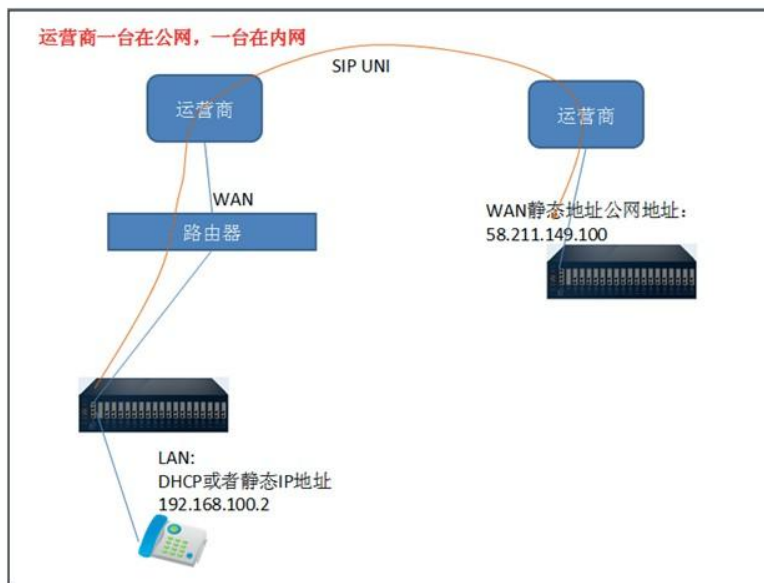 运营商一台在公网，一台在内网
SIP UNI
运营商
运营商
WAN
路由器
WAN静态地址公网地址：
58.211.149.100
LAN:
DHCP或者静态IP地址
192.168.100.2